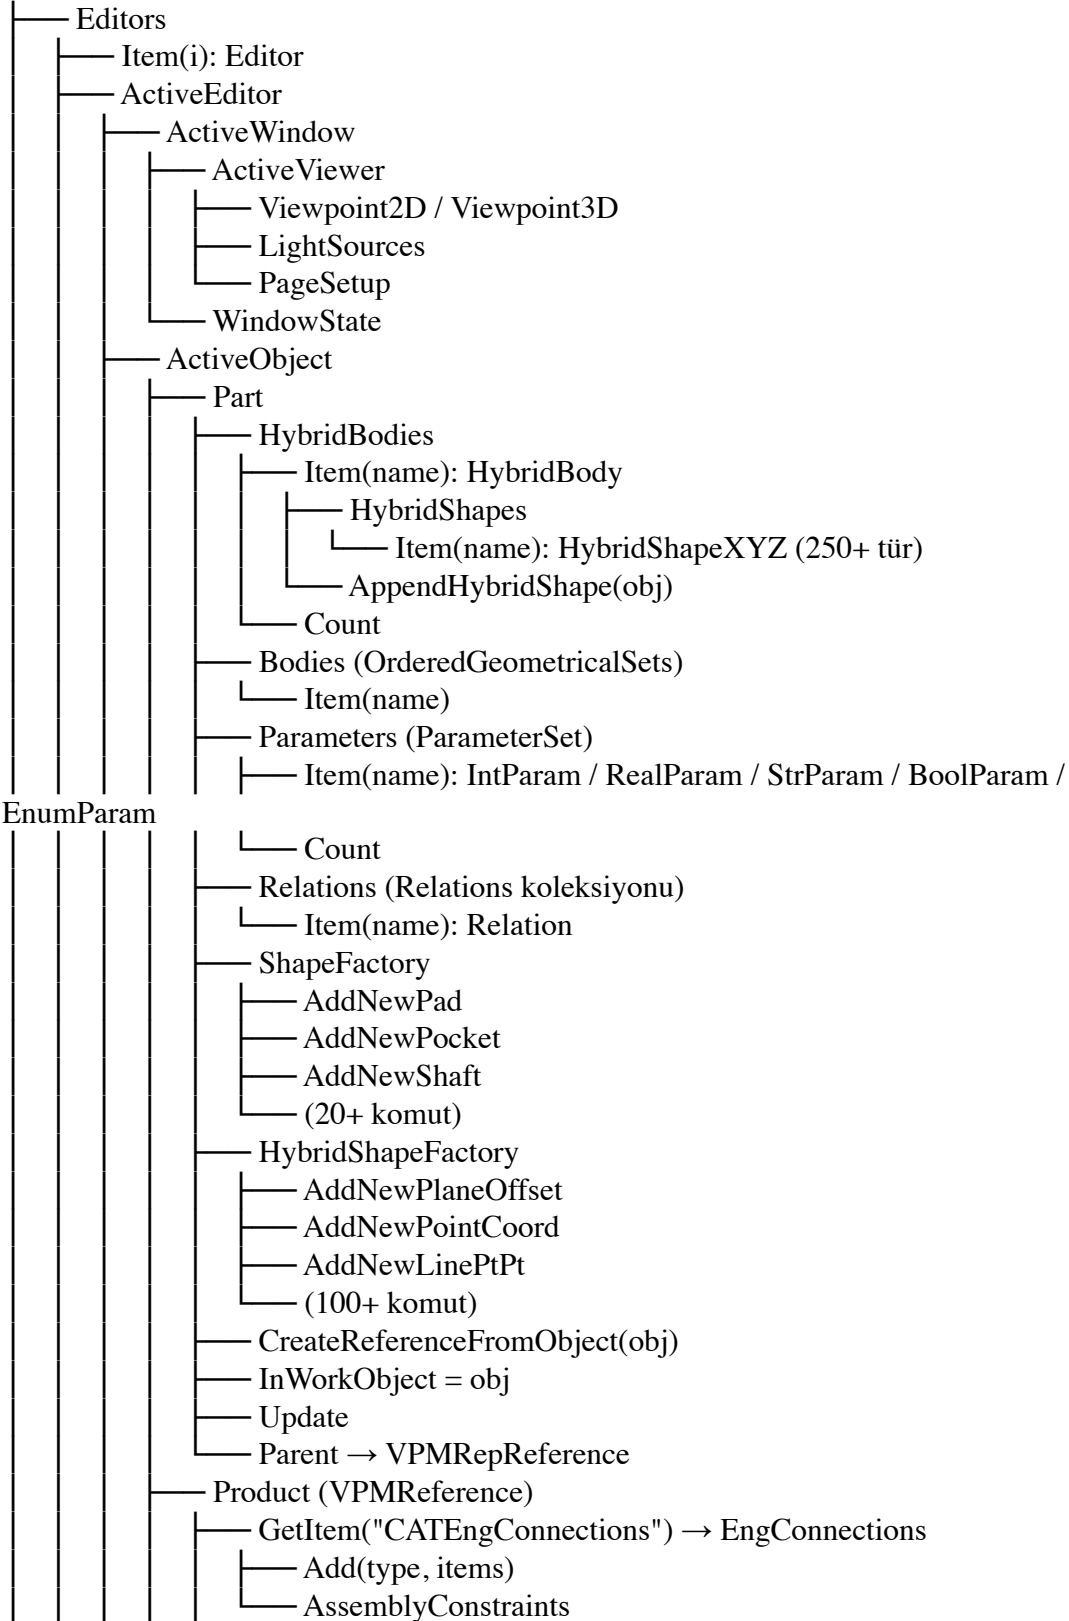 Editors
Item(i): Editor
ActiveEditor
ActiveWindow
ActiveViewer
Viewpoint2D / Viewpoint3D
LightSources
PageSetup
WindowState
ActiveObject
Part
HybridBodies
Item(name): HybridBody
HybridShapes
Item(name): HybridShapeXYZ (250+ tür)
AppendHybridShape(obj)
Count
Bodies (OrderedGeometricalSets)
Item(name)
Parameters (ParameterSet)
Item(name): IntParam / RealParam / StrParam / BoolParam /
EnumParam
Count
Relations (Relations koleksiyonu)
Item(name): Relation
ShapeFactory
AddNewPad
AddNewPocket
AddNewShaft
(20+ komut)
HybridShapeFactory
AddNewPlaneOffset
AddNewPointCoord
AddNewLinePtPt
(100+ komut)
CreateReferenceFromObject(obj)
InWorkObject = obj
Update
Parent → VPMRepReference
Product (VPMReference)
GetItem("CATEngConnections") → EngConnections
Add(type, items)
AssemblyConstraints